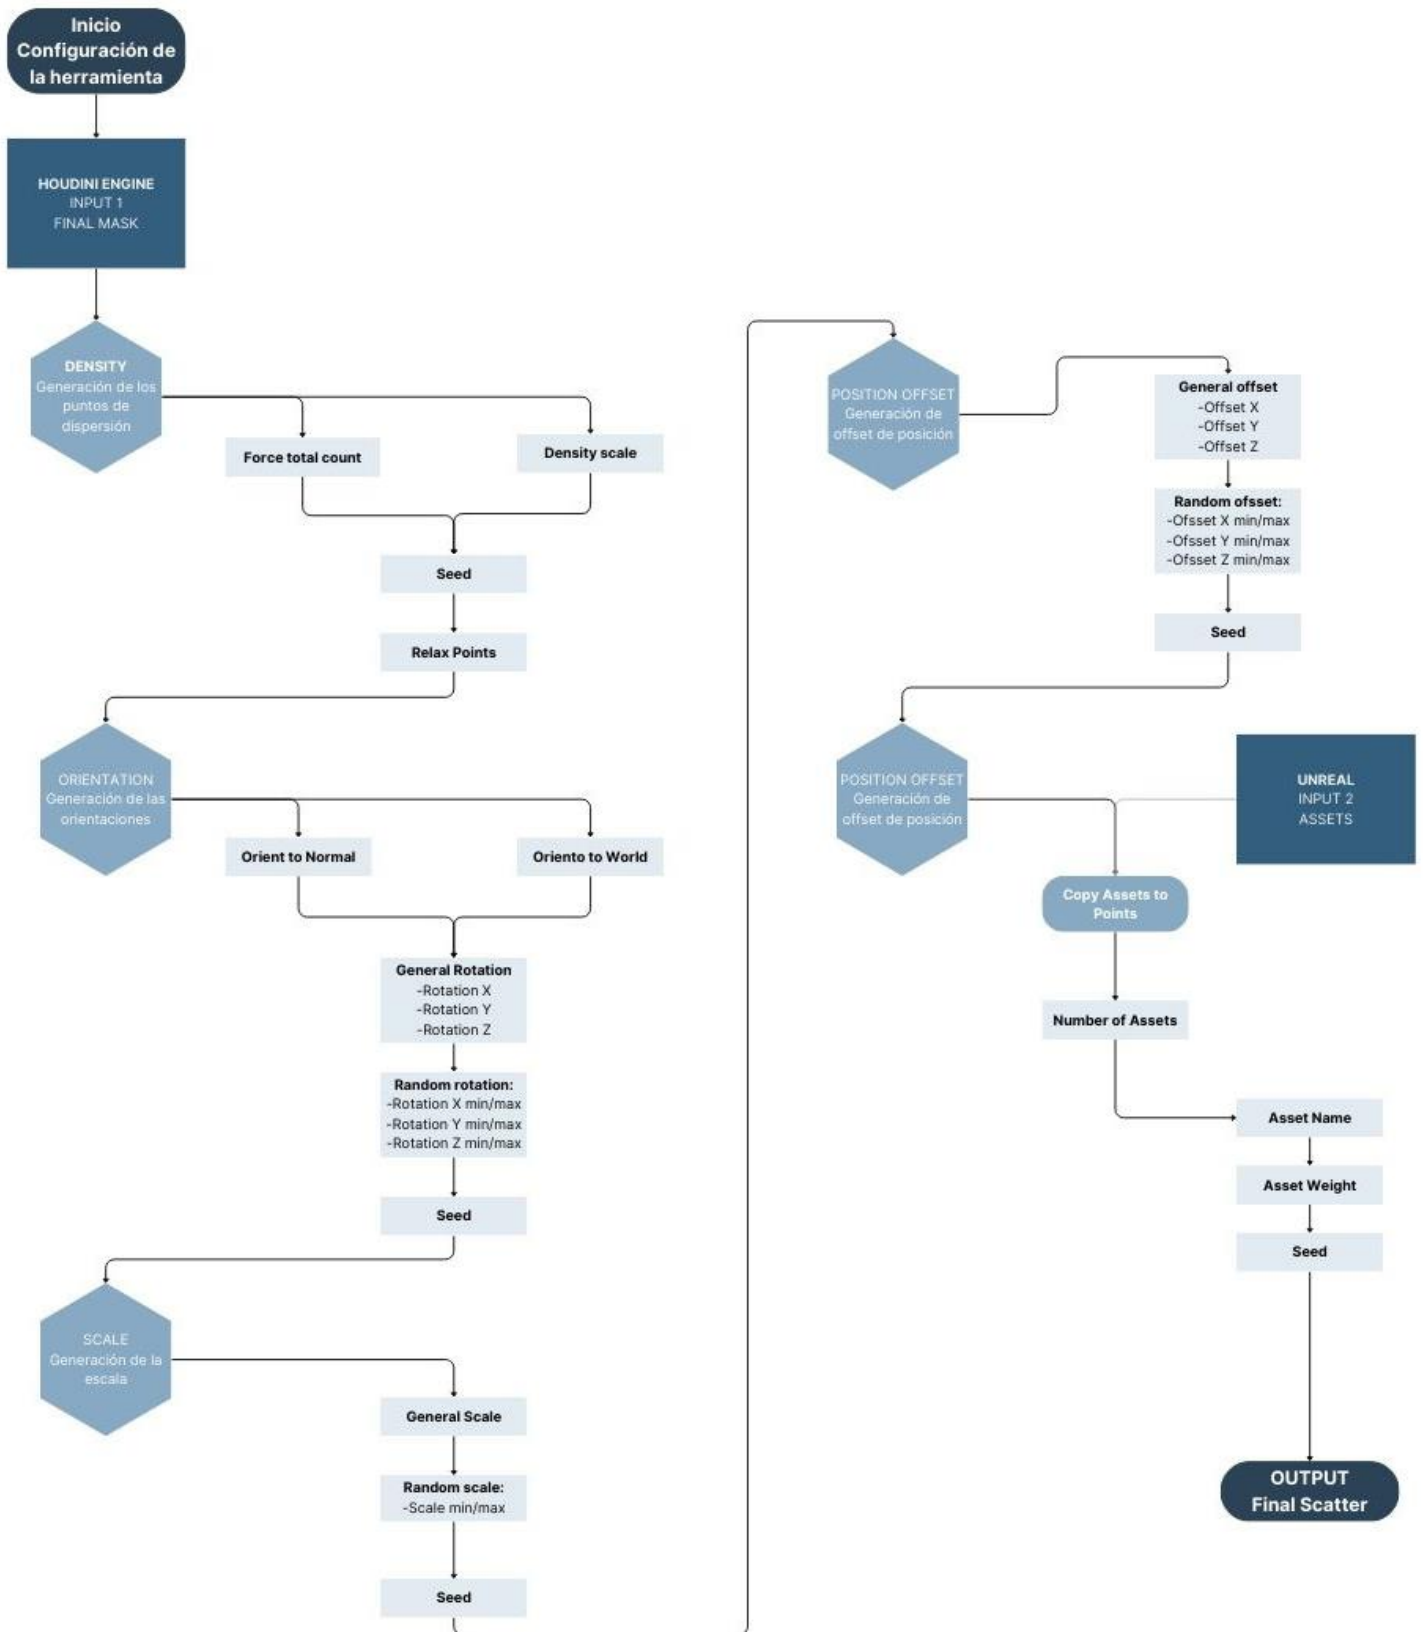 Inicio
Configuración de
la herramienta
HOUDINI ENGINE
INPUT 1
FINAL MASK
DENSITY
Generación de los
puntos de
dispersión
Force total count
Density scale
Seed
Relax Points
ORIENTATION
Generación de las
orientaciones
Orient to Normal
Oriento to World
General Rotation
-Rotation X
-Rotation Y
-Rotation Z
Random rotation:
-Rotation X min/max
-Rotation Y min/max
-Rotation Z min/max
Seed
SCALE
Generación de la
escala
General Scale
Random scale:
-Scale min/max
Seed
POSITION OFFSET
Generación de
offset de posición
General offset
-Offset X
-Offset Y
-Offset Z
Random ofsset:
-Ofsset X min/max
-Ofsset Y min/max
-Ofsset Z min/max
Seed
POSITION OFFSET
Generación de
offset de posición
UNREAL
INPUT 2
ASSETS
Copy Assets to
Points
Number of Assets
Asset Name
Asset Weight
Seed
OUTPUT
Final Scatter